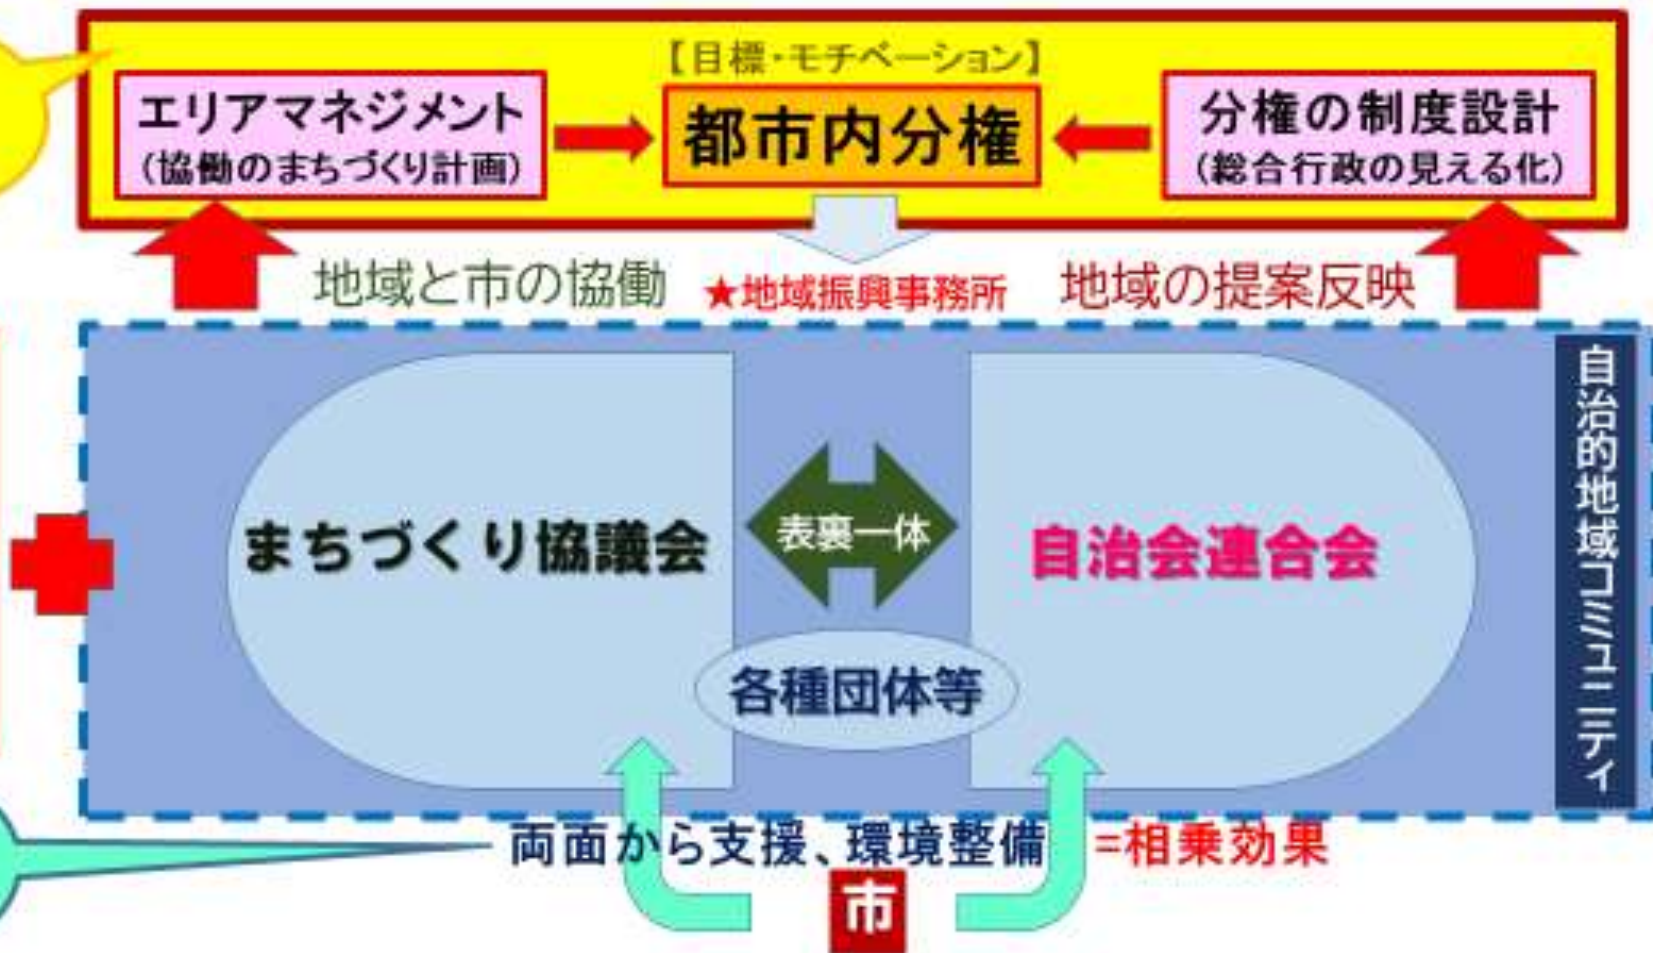 【目標・モチベーション】
エリアマネジメント
(協働のまちづくり計画)
都市内分権
分権の制度設計
(総合行政の見える化)
地域と市の協働
★地域振興事務所
地域の提案反映
自治的地域コミュニティ
まちづくり協議会
表裏一体
自治会連合会
各種団体等
両面から支援、環境整備
=相乗効果
市